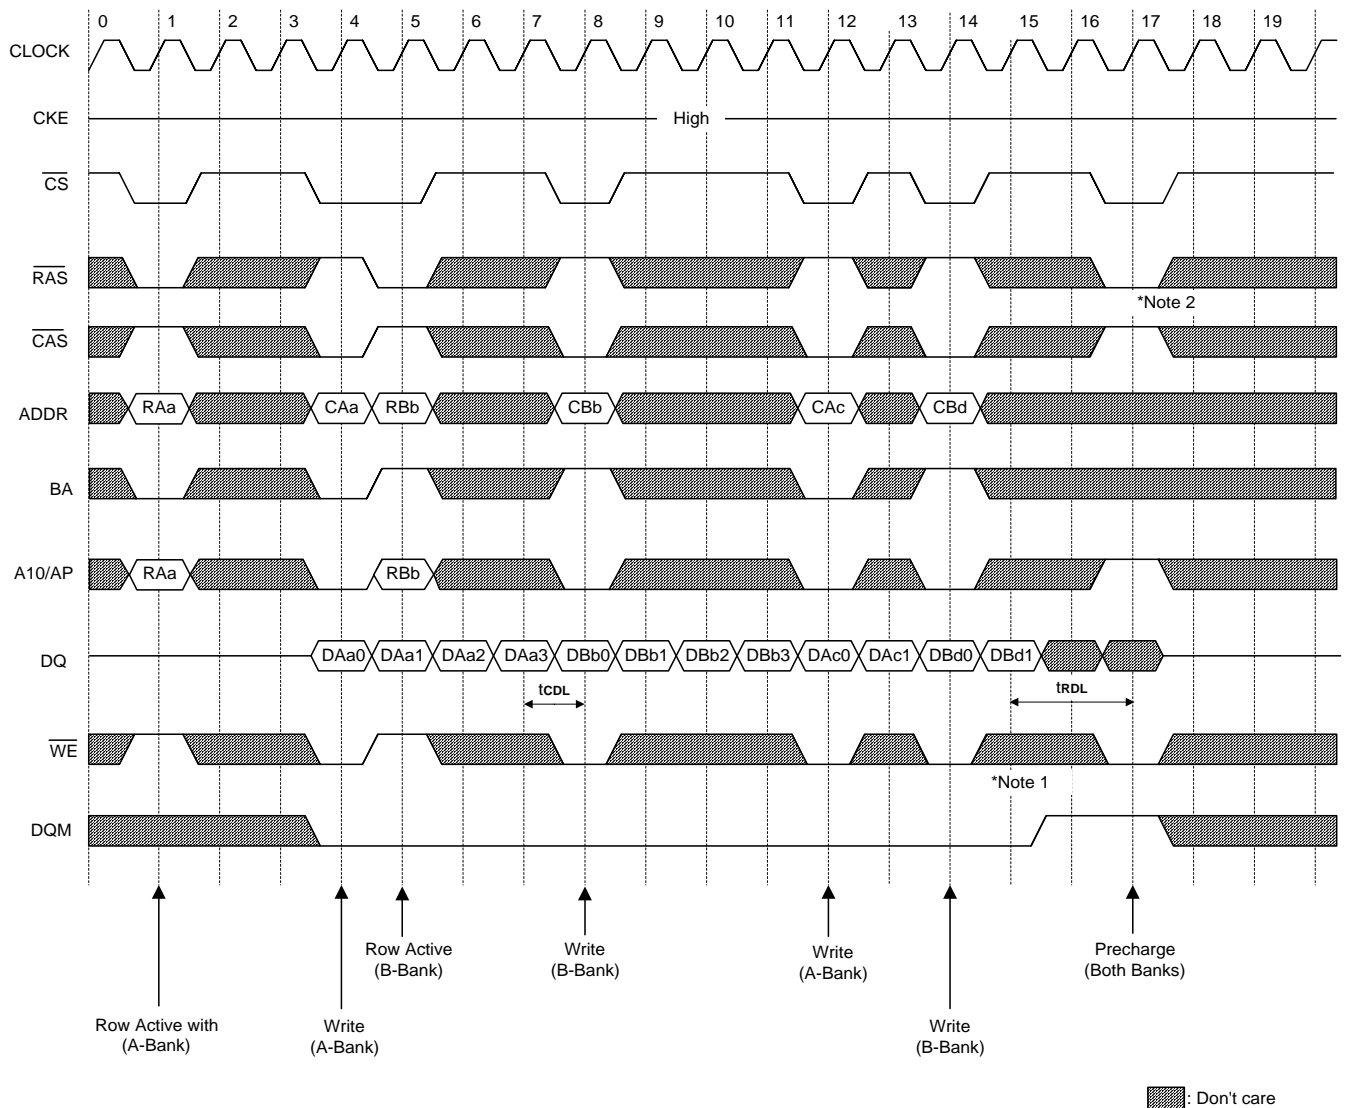 0 1 2 3 4 5 6 7 8 9 10 11 12 13 14 15 16 17 18 19
CLOCK
CKE High
CS
RAS
*Note 2
CAS
ADDR RAa CAa RBb CBb CAc CBd
BA
A10/AP RAa RBb
DQ DAa0 DAa1 DAa2 DAa3 DBb0 DBb1 DBb2 DBb3 DAc0 DAc1 DBd0 DBd1
tCDL tRDL
WE
*Note 1
DQM
Row Active
(B-Bank)
Write
(B-Bank)
Write
(A-Bank)
Precharge
(Both Banks)
Row Active with
(A-Bank)
Write
(A-Bank)
Write
(B-Bank)
: Don't care